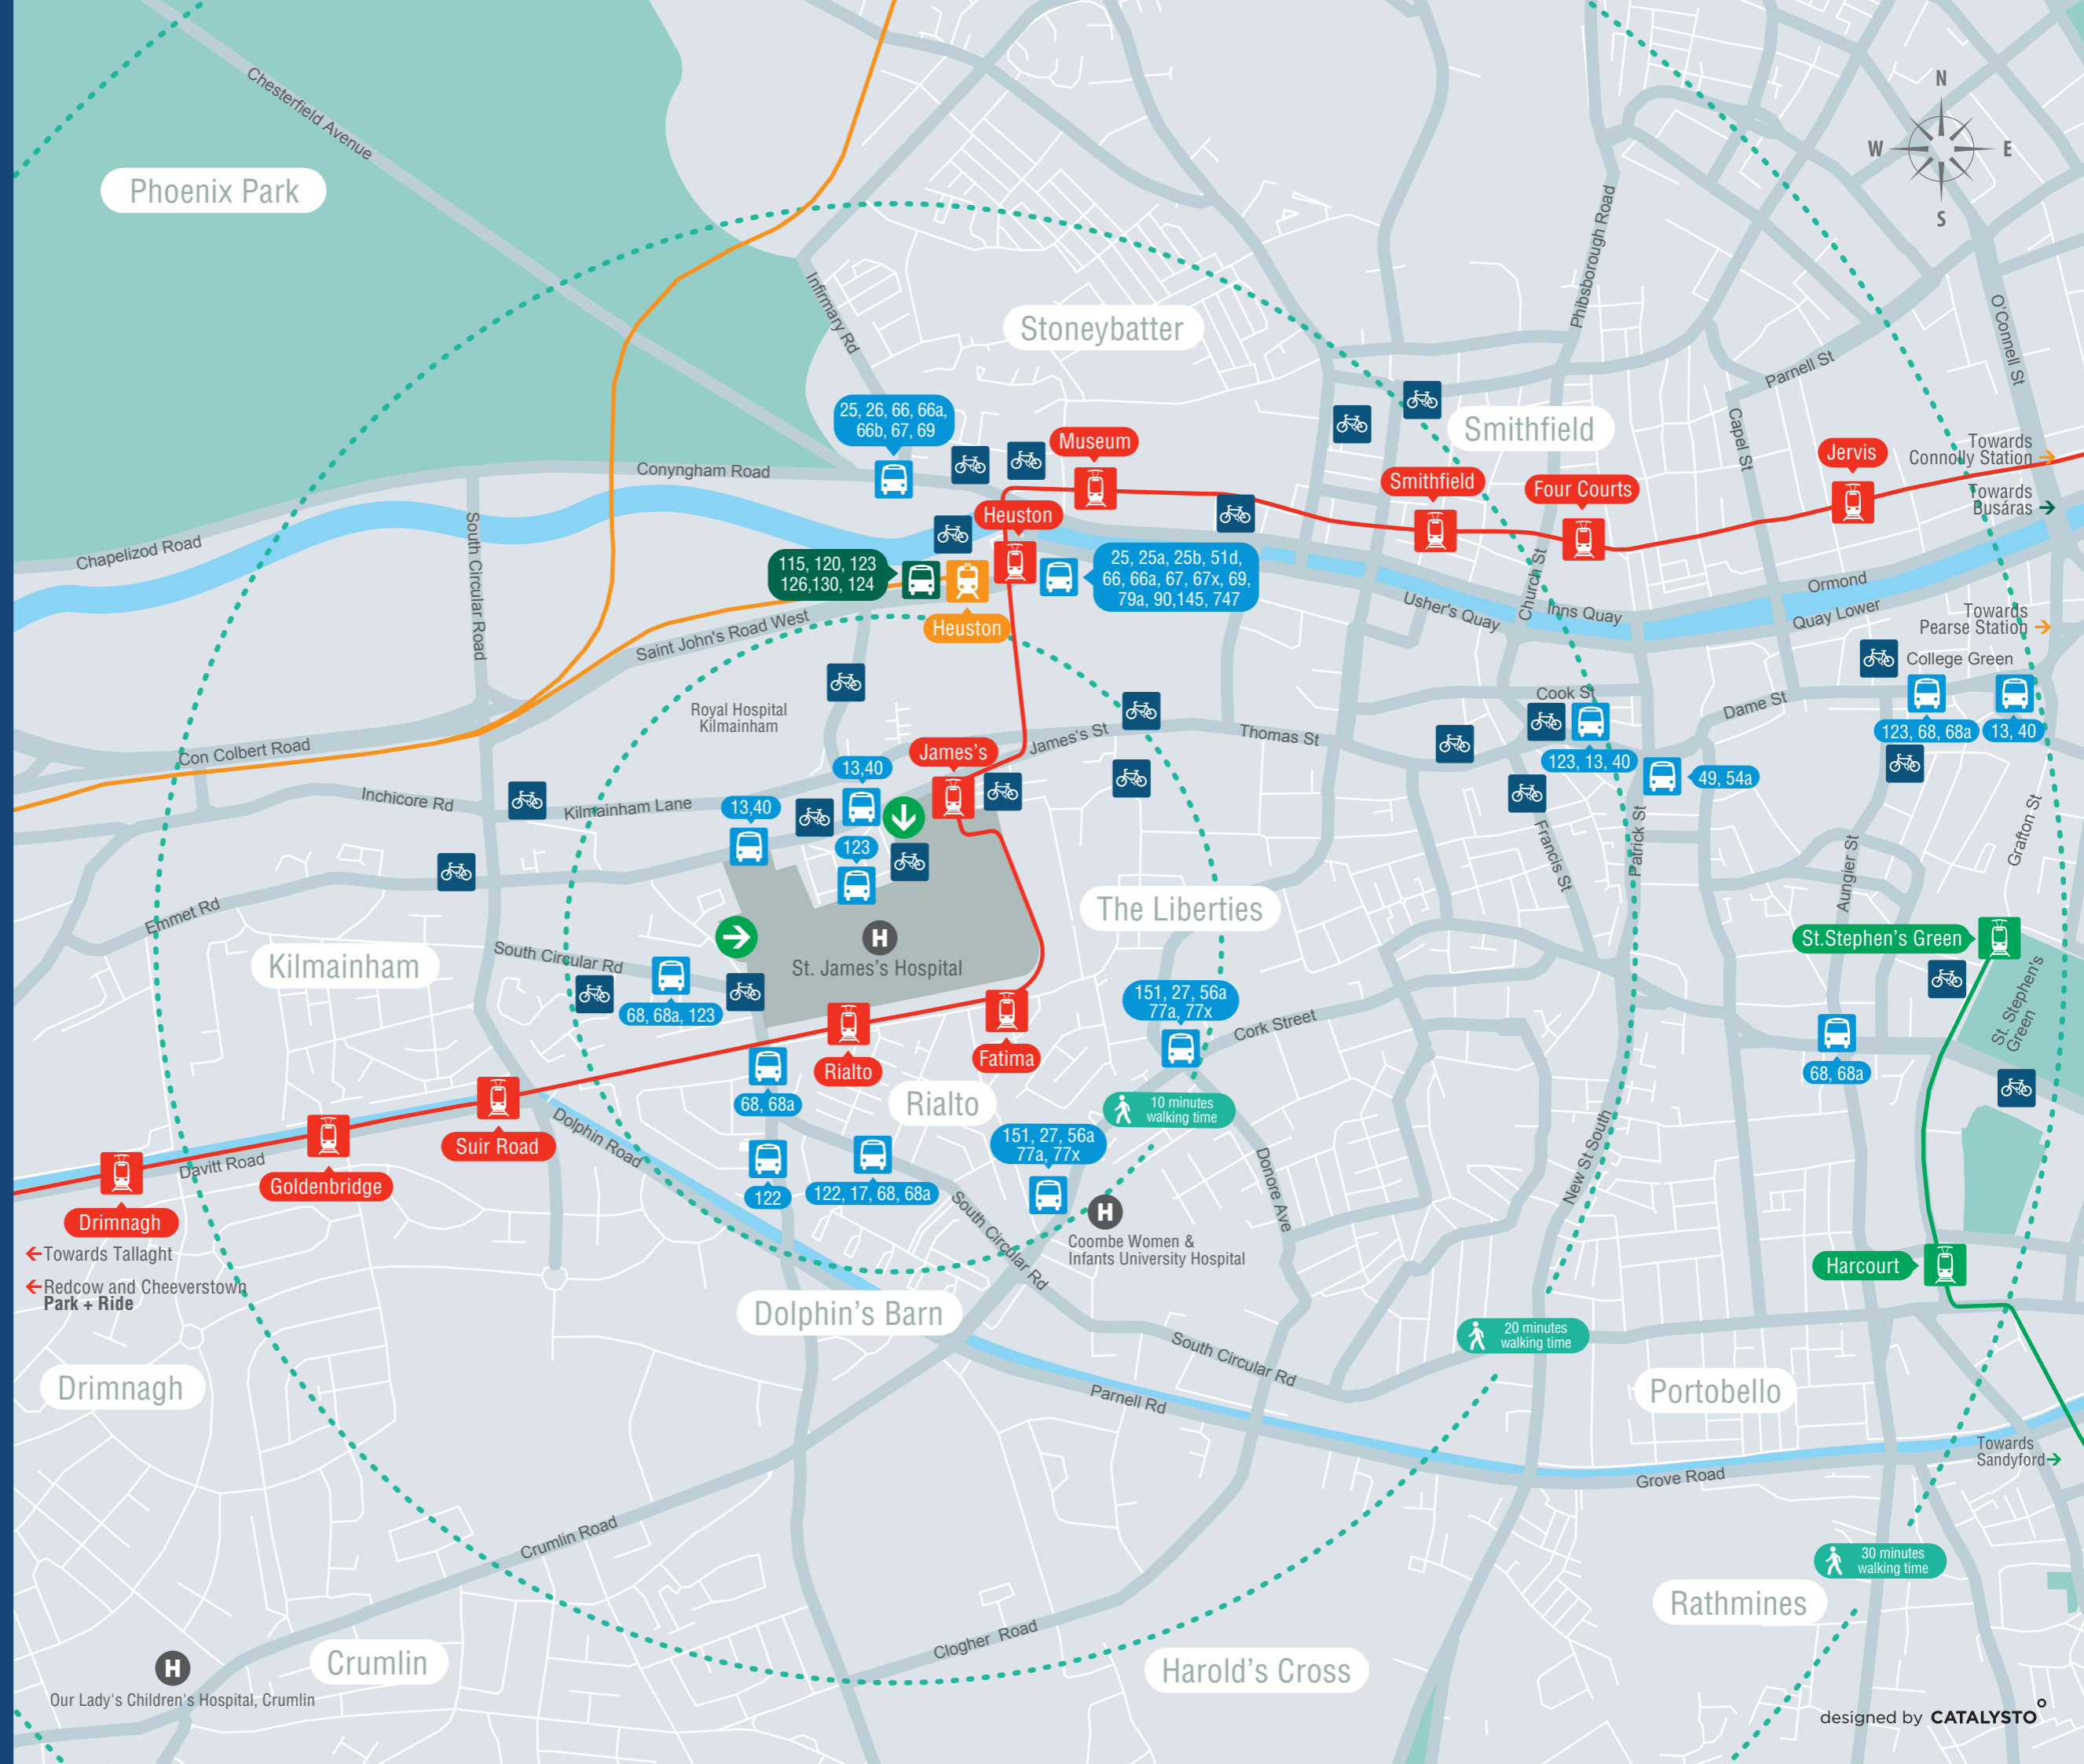 N
W
E
S
Chesterfield Avenue
Phoenix Park
Infirmary Rd
Stoneybatter
Phibsborough Road
O'Connell St
Parnell St
Capel St
25, 26, 66, 66a,
66b, 67, 69
Museum
Smithfield
Smithfield
Four Courts
Jervis
Towards
Connolly Station
Towards
Busáras
Conyngham Road
Heuston
Chapelizod Road
South Circular Road
115, 120, 123
126,130, 124
25, 25a, 25b, 51d,
66, 66a, 67, 67x, 69,
79a, 90,145, 747
Heuston
Saint John's Road West
Usher's Quay
Church St
Inns Quay
Ormond
Quay Lower
Towards
Pearse Station
College Green
Royal Hospital
Kilmainham
Cook St
Dame St
Con Colbert Road
James's
James's St
Thomas St
123, 13, 40
123, 68, 68a
13, 40
49, 54a
13,40
13,40
Inchicore Rd
Kilmainham Lane
123
Francis St
Patrick St
Aungier St
Grafton St
Emmet Rd
The Liberties
Kilmainham
South Circular Rd
H
St. James's Hospital
St.Stephen's Green
St. Stephen's
Green
68, 68a, 123
151, 27, 56a
77a, 77x
Cork Street
Rialto
Fatima
68, 68a
68, 68a
Rialto
10 minutes
walking time
Suir Road
Dolphin Road
151, 27, 56a
77a, 77x
Davitt Road
Goldenbridge
Drimnagh
122
122, 17, 68, 68a
South Circular Rd
H
Coombe Women &
Infants University Hospital
Donore Ave
New St South
Towards Tallaght
Redcow and Cheeverstown
Park + Ride
Harcourt
Dolphin's Barn
20 minutes
walking time
South Circular Rd
Drimnagh
Parnell Rd
Portobello
Towards
Sandyford
Grove Road
Crumlin Road
30 minutes
walking time
Rathmines
Clogher Road
Crumlin
Harold's Cross
H
Our Lady's Children's Hospital, Crumlin
designed by CATALYSTO